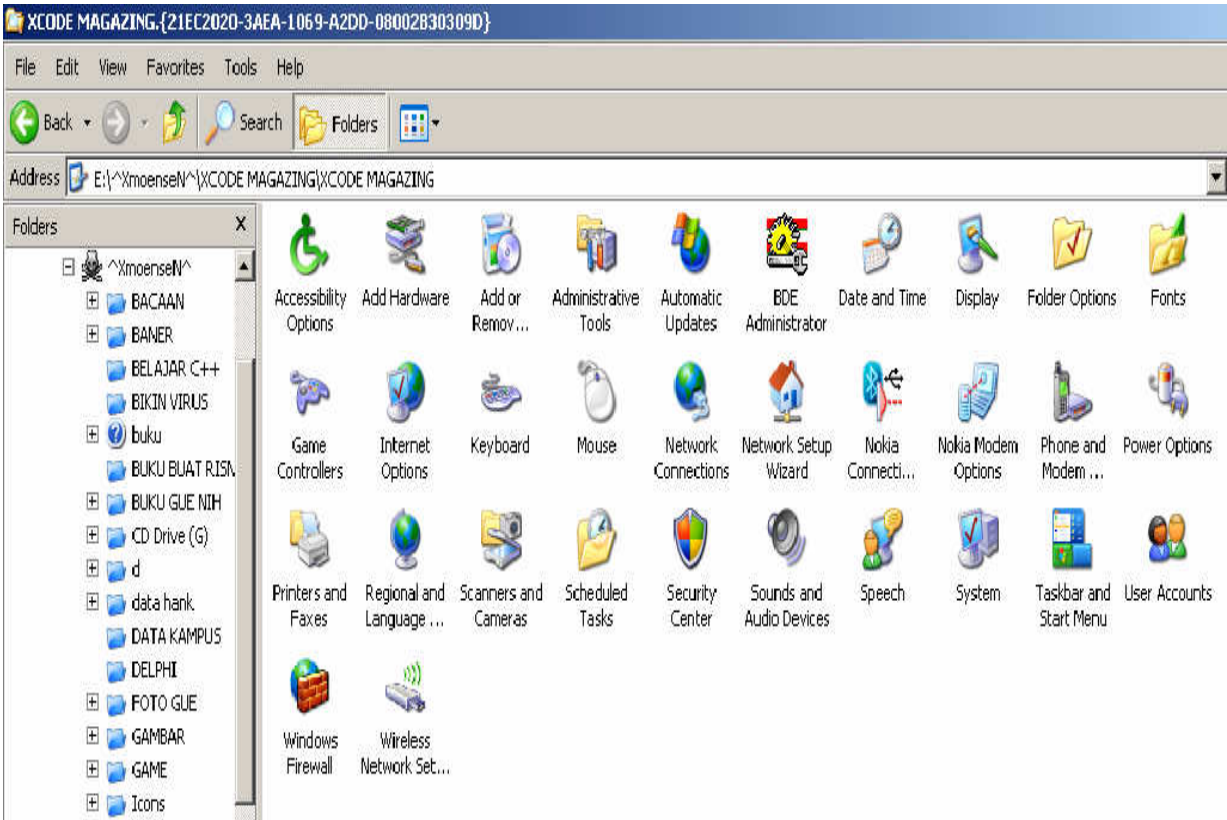 XCODE MAGAZING.{21EC2020-3AEA-1069-A2DD-08002B30309D}
File Edit View Favorites Tools Help
Back Search Folders
Address E:\^XmoenseN^\XCODE MAGAZING\XCODE MAGAZING
Folders X
^XmoenseN^
BACAAN
BANER
BELAJAR C++
BIKIN VIRUS
buku
BUKU BUAT RISN
BUKU GUE NIH
CD Drive (G)
d
data hank
DATA KAMPUS
DELPHI
FOTO GUE
GAMBAR
GAME
Icons
Accessibility Options
Add Hardware
Add or Remov...
Administrative Tools
Automatic Updates
BDE Administrator
Date and Time
Display
Folder Options
Fonts
Game Controllers
Internet Options
Keyboard
Mouse
Network Connections
Network Setup Wizard
Nokia Connecti...
Nokia Modem Options
Phone and Modem ...
Power Options
Printers and Faxes
Regional and Language ...
Scanners and Cameras
Scheduled Tasks
Security Center
Sounds and Audio Devices
Speech
System
Taskbar and Start Menu
User Accounts
Windows Firewall
Wireless Network Set...